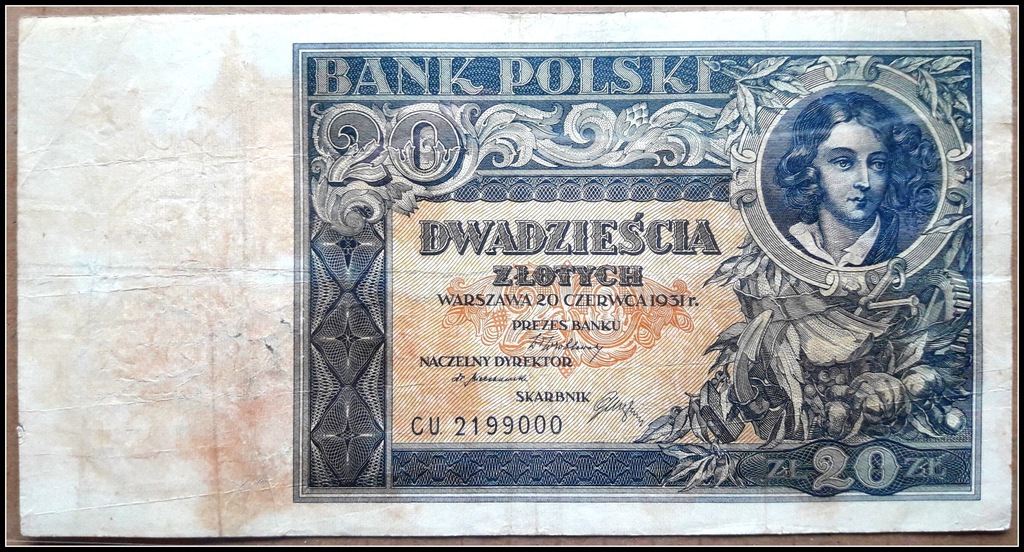 BANK POLSKI
20
DWADZIEŚCIA
ZŁOTYCH
WARSZAWA 20 CZERWCA 1931 r.
PREZES BANKU
NACZELNY DYREKTOR
SKARBNIK
CU 2199000
ZŁ 20 ZŁ